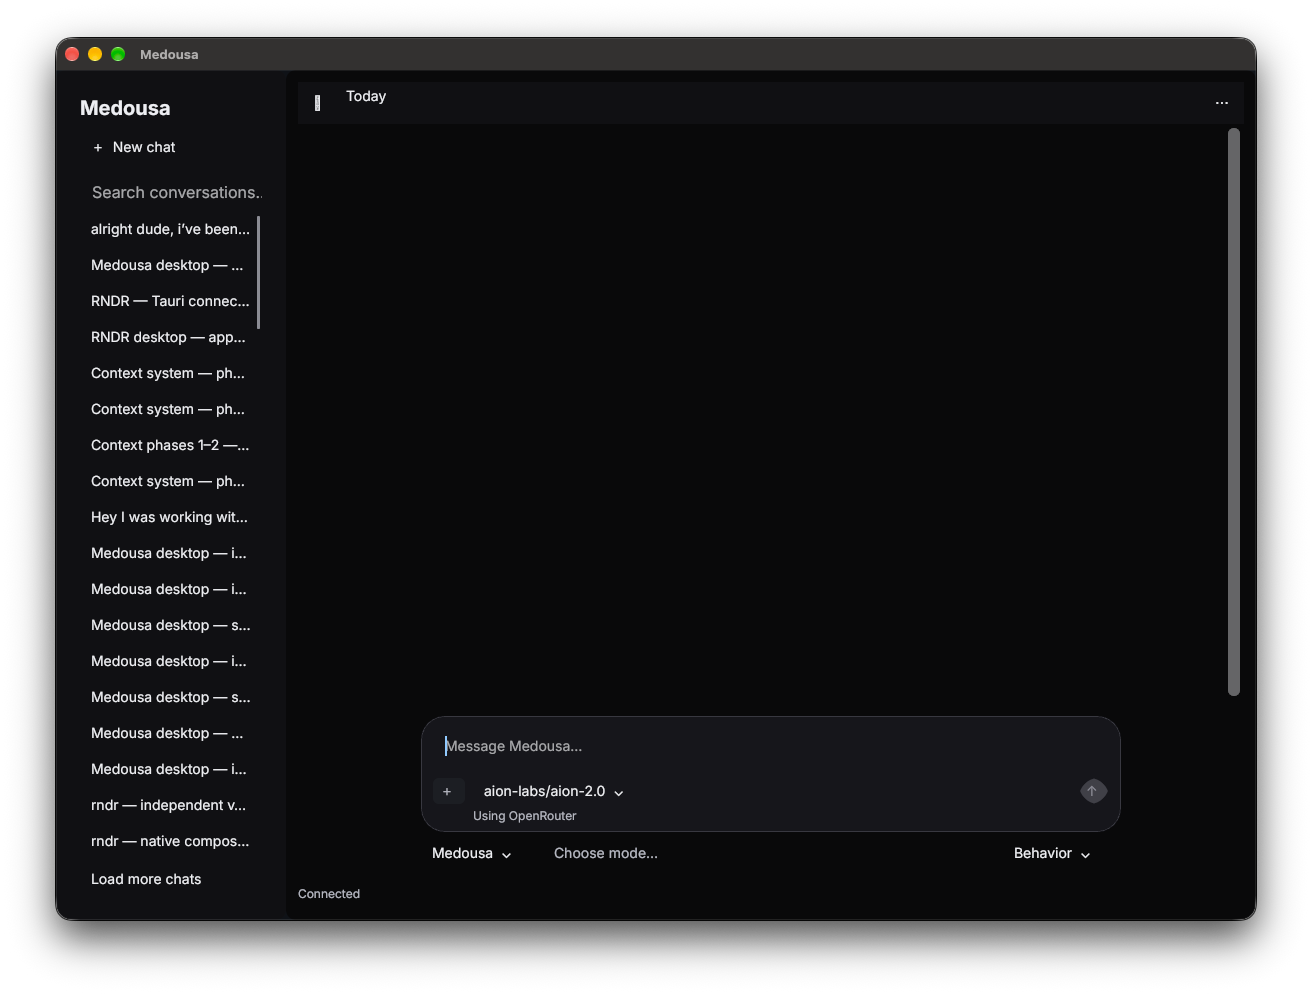 Medousa
Medousa
+ New chat
Search conversations..
alright dude, i've been...
Medousa desktop — ...
RNDR — Tauri connec...
RNDR desktop — app...
Context system — ph...
Context system — ph...
Context phases 1–2 —...
Context system — ph...
Hey I was working wit...
Medousa desktop — i...
Medousa desktop — i...
Medousa desktop — s...
Medousa desktop — i...
Medousa desktop — s...
Medousa desktop — ...
Medousa desktop — i...
rndr — independent v...
rndr — native compos...
Load more chats
Today
...
Message Medousa...
+ aion-labs/aion-2.0
Using OpenRouter
Medousa Choose mode... Behavior
Connected